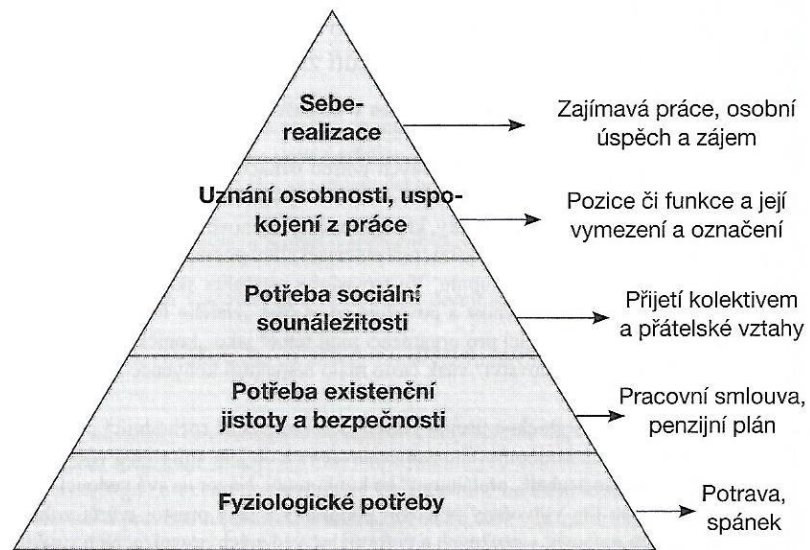 Sebe-
realizace
Zajímavá práce, osobní
úspěch a zájem
Uznání osobnosti, uspo-
kojení z práce
Pozice či funkce a její
vymezení a označení
Potřeba sociální
sounáležitosti
Přijetí kolektivem
a přátelské vztahy
Potřeba existenční
jistoty a bezpečnosti
Pracovní smlouva,
penzijní plán
Fyziologické potřeby
Potrava,
spánek